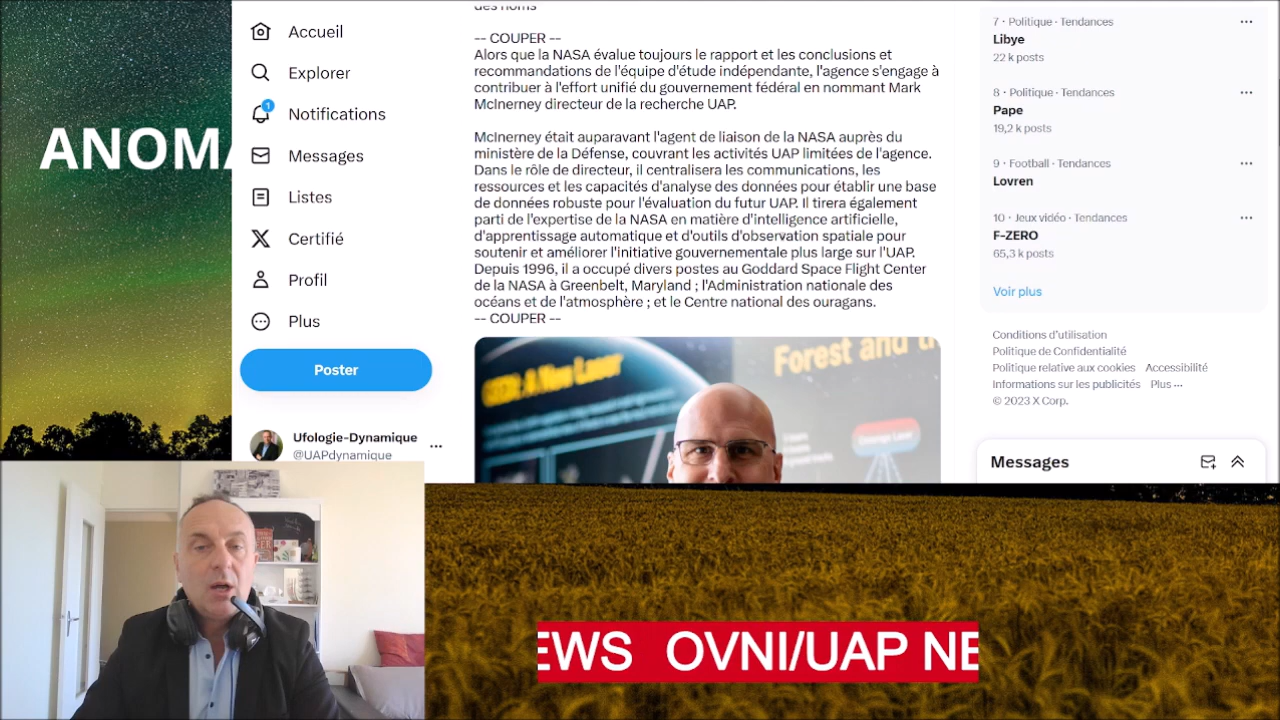 ANOMA
Accueil
Explorer
1
Notifications
Messages
Listes
Certifié
Profil
Plus
Poster
Ufologie-Dynamique
@UAPdynamique
des noms
-- COUPER --
Alors que la NASA évalue toujours le rapport et les conclusions et
recommandations de l'équipe d'étude indépendante, l'agence s'engage à
contribuer à l'effort unifié du gouvernement fédéral en nommant Mark
McInerney directeur de la recherche UAP.
McInerney était auparavant l'agent de liaison de la NASA auprès du
ministère de la Défense, couvrant les activités UAP limitées de l'agence.
Dans le rôle de directeur, il centralisera les communications, les
ressources et les capacités d'analyse des données pour établir une base
de données robuste pour l'évaluation du futur UAP. Il tirera également
parti de l'expertise de la NASA en matière d'intelligence artificielle,
d'apprentissage automatique et d'outils d'observation spatiale pour
soutenir et améliorer l'initiative gouvernementale plus large sur l'UAP.
Depuis 1996, il a occupé divers postes au Goddard Space Flight Center
de la NASA à Greenbelt, Maryland ; l'Administration nationale des
océans et de l'atmosphère ; et le Centre national des ouragans.
-- COUPER --
GEDI: A New Laser
Forest and t
7 · Politique · Tendances
Libye
22 k posts
8 · Politique · Tendances
Pape
19,2 k posts
9 · Football · Tendances
Lovren
10 · Jeux vidéo · Tendances
F-ZERO
65,3 k posts
Voir plus
Conditions d'utilisation
Politique de Confidentialité
Politique relative aux cookies Accessibilité
Informations sur les publicités Plus ···
© 2023 X Corp.
Messages
EWS OVNI/UAP NE